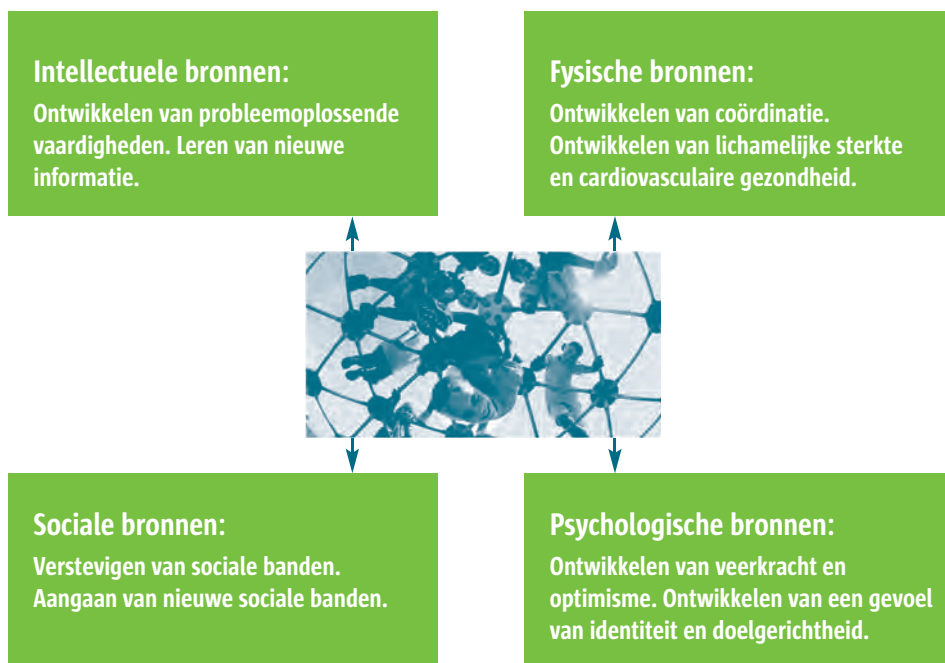 Intellectuele bronnen:
Ontwikkelen van probleemoplossende
vaardigheden. Leren van nieuwe
informatie.
Fysische bronnen:
Ontwikkelen van coördinatie.
Ontwikkelen van lichamelijke sterkte
en cardiovasculaire gezondheid.
Sociale bronnen:
Verstevigen van sociale banden.
Aangaan van nieuwe sociale banden.
Psychologische bronnen:
Ontwikkelen van veerkracht en
optimisme. Ontwikkelen van een gevoel
van identiteit en doelgerichtheid.